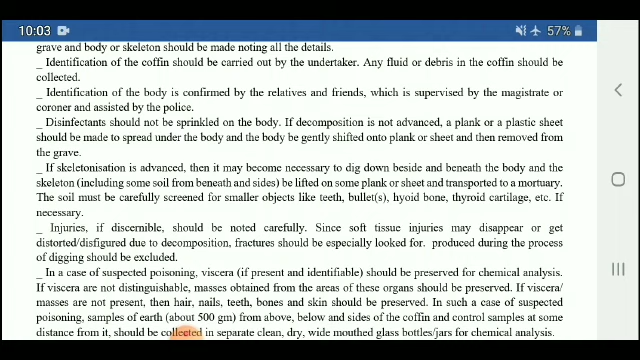 10:03
57%
grave and body or skeleton should be made noting all the details.
_ Identification of the coffin should be carried out by the undertaker. Any fluid or debris in the coffin should be
collected.
_ Identification of the body is confirmed by the relatives and friends, which is supervised by the magistrate or
coroner and assisted by the police.
_ Disinfectants should not be sprinkled on the body. If decomposition is not advanced, a plank or a plastic sheet
should be made to spread under the body and the body be gently shifted onto plank or sheet and then removed from
the grave.
_ If skeletonisation is advanced, then it may become necessary to dig down beside and beneath the body and the
skeleton (including some soil from beneath and sides) be lifted on some plank or sheet and transported to a mortuary.
The soil must be carefully screened for smaller objects like teeth, bullet(s), hyoid bone, thyroid cartilage, etc. If
necessary.
_ Injuries, if discernible, should be noted carefully. Since soft tissue injuries may disappear or get
distorted/disfigured due to decomposition, fractures should be especially looked for. produced during the process
of digging should be excluded.
_ In a case of suspected poisoning, viscera (if present and identifiable) should be preserved for chemical analysis.
If viscera are not distinguishable, masses obtained from the areas of these organs should be preserved. If viscera/
masses are not present, then hair, nails, teeth, bones and skin should be preserved. In such a case of suspected
poisoning, samples of earth (about 500 gm) from above, below and sides of the coffin and control samples at some
distance from it, should be collected in separate clean, dry, wide mouthed glass bottles/jars for chemical analysis.